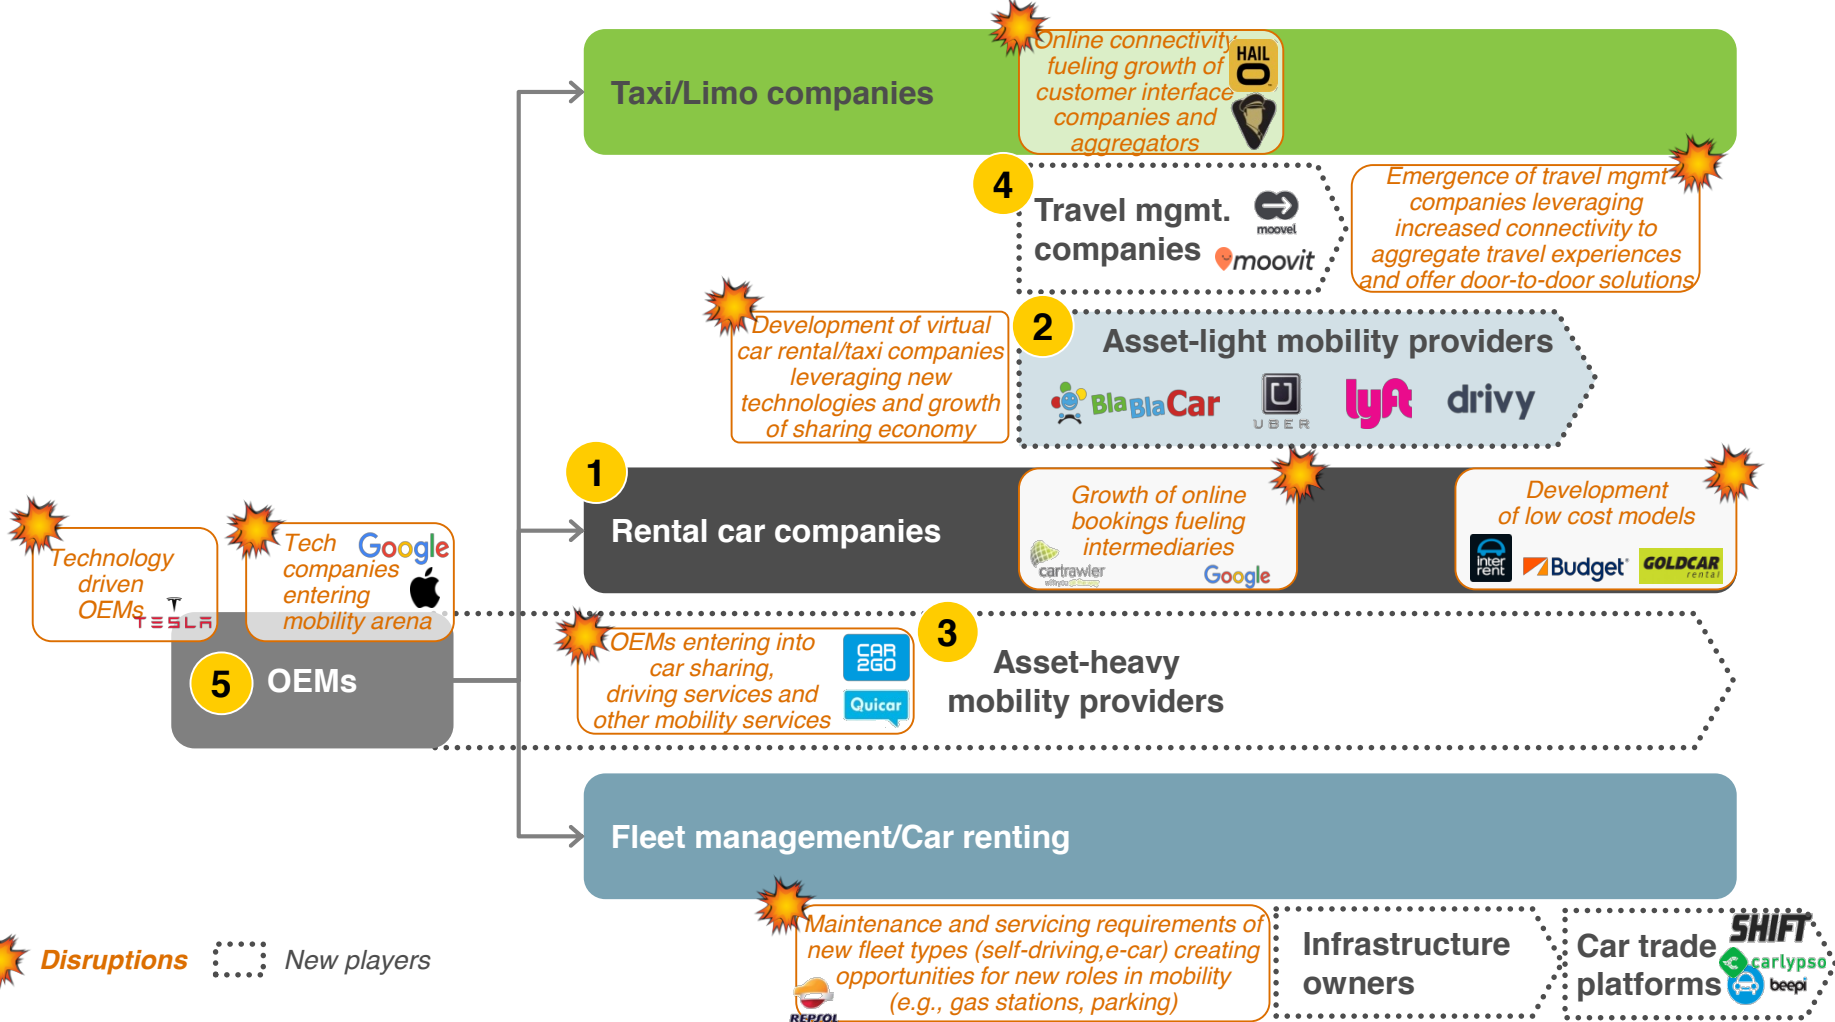 Online connectivity
fueling growth of
customer interface
companies and
aggregators
HAIL
O
Taxi/Limo companies
4
Travel mgmt.
companies
moovel
moovit
Emergence of travel mgmt
companies leveraging
increased connectivity to
aggregate travel experiences
and offer door-to-door solutions
Development of virtual
car rental/taxi companies
leveraging new
technologies and growth
of sharing economy
2
Asset-light mobility providers
BlaBlaCar
U
UBER
lyft
drivy
1
Rental car companies
Growth of online
bookings fueling
intermediaries
cartrawler
Google
Development
of low cost models
inter
rent
Budget
GOLDCAR
rental
Technology
driven
OEMs
TESLA
Tech
companies
entering
mobility arena
Google
5
OEMs
OEMs entering into
car sharing,
driving services and
other mobility services
CAR
2GO
Quicar
3
Asset-heavy
mobility providers
Fleet management/Car renting
Maintenance and servicing requirements of
new fleet types (self-driving,e-car) creating
opportunities for new roles in mobility
(e.g., gas stations, parking)
REPSOL
Infrastructure
owners
Car trade
platforms
SHIFT
carlypso
beepi
Disruptions
New players